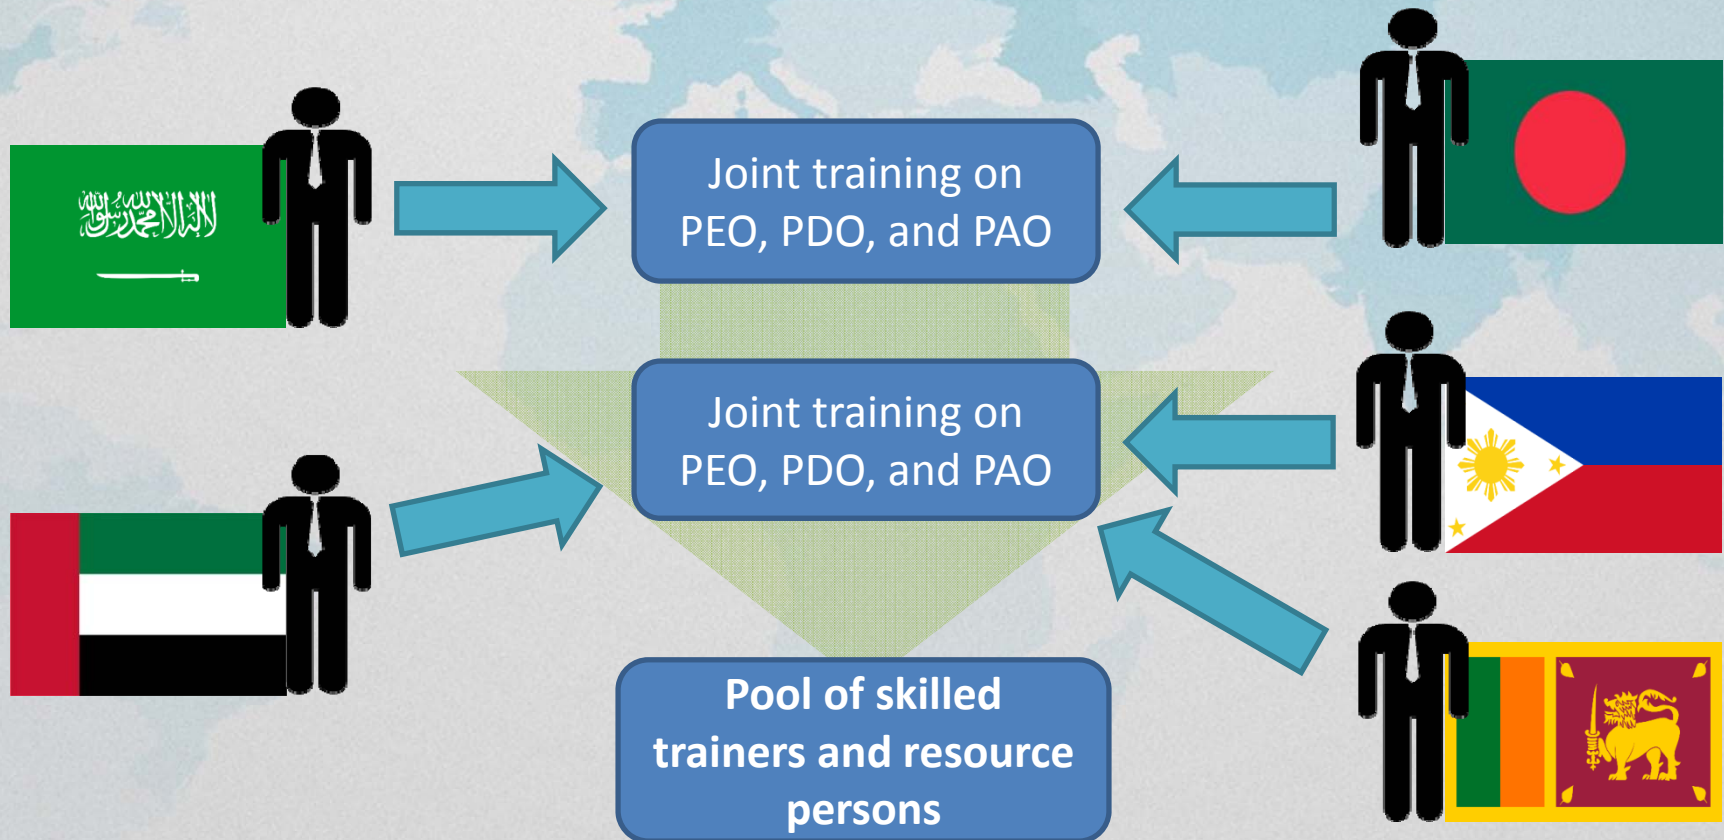 لا إله إلا الله محمد رسول الله
Joint training on
PEO, PDO, and PAO
Joint training on
PEO, PDO, and PAO
Pool of skilled
trainers and resource
persons